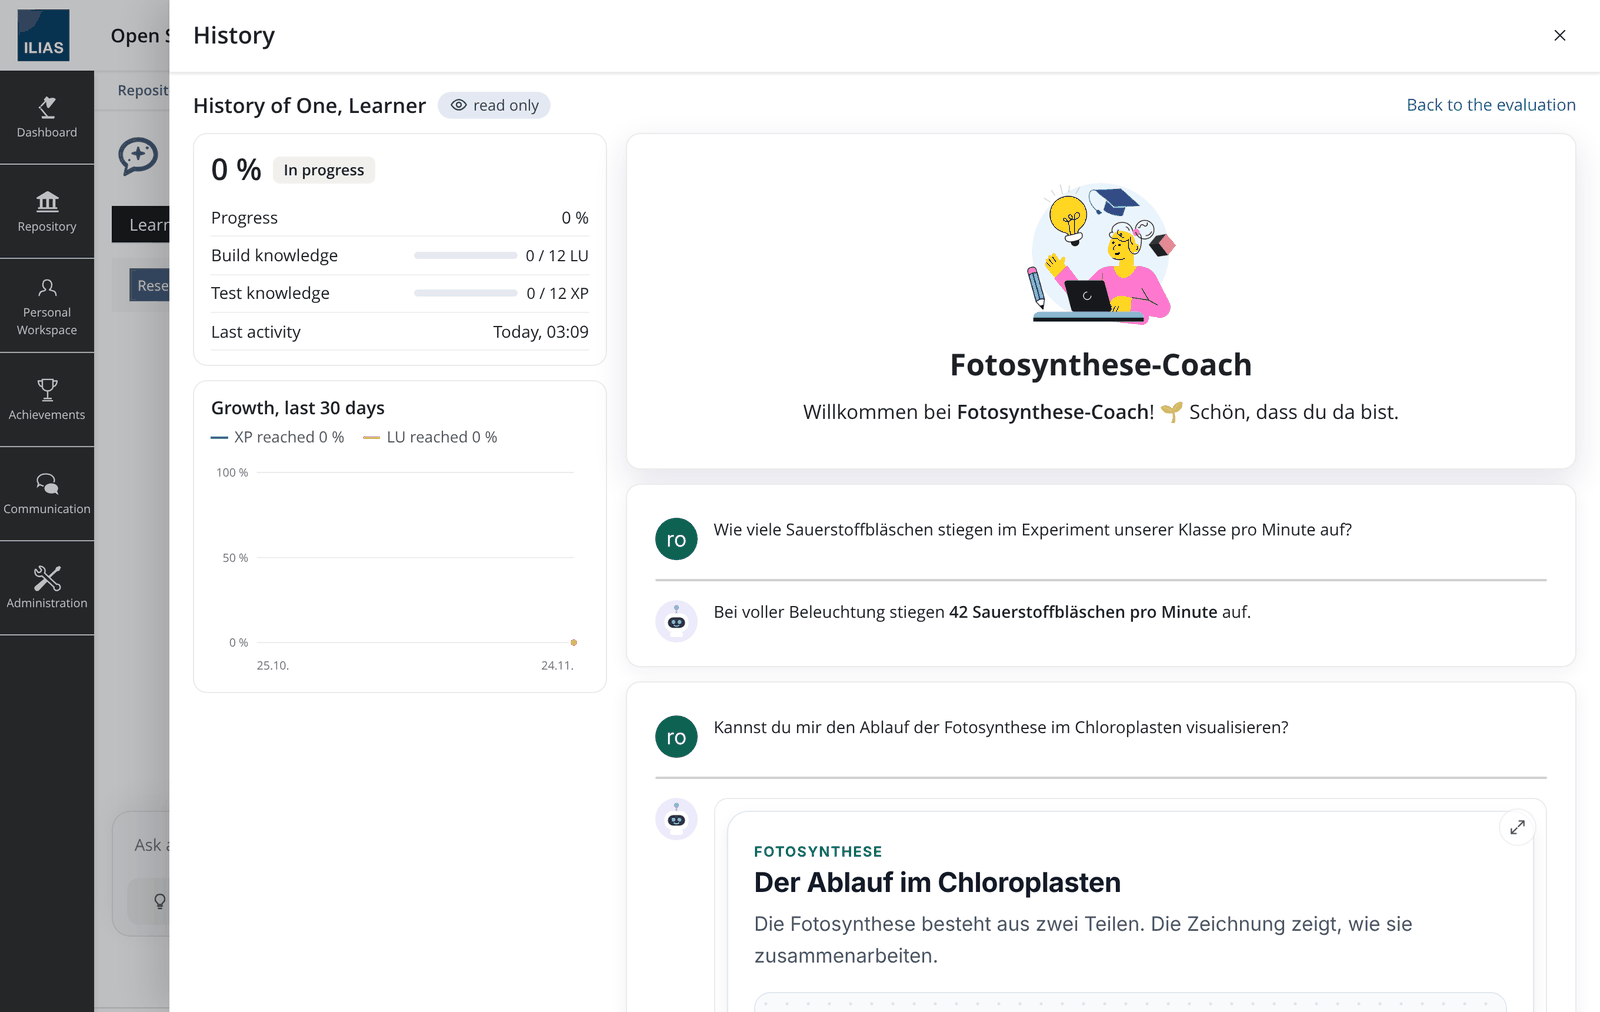 ILIAS
Open S
Dashboard
Repository
Personal
Workspace
Achievements
Communication
Administration
Reposit
Learr
Rese
Ask a
History
History of One, Learner
read only
Back to the evaluation
0 %
In progress
Progress
0 %
Build knowledge
0 / 12 LU
Test knowledge
0 / 12 XP
Last activity
Today, 03:09
Growth, last 30 days
XP reached 0 %
LU reached 0 %
100 %
50 %
0 %
25.10.
24.11.
Fotosynthese-Coach
Willkommen bei Fotosynthese-Coach! 🌱 Schön, dass du da bist.
ro
Wie viele Sauerstoffbläschen stiegen im Experiment unserer Klasse pro Minute auf?
Bei voller Beleuchtung stiegen 42 Sauerstoffbläschen pro Minute auf.
ro
Kannst du mir den Ablauf der Fotosynthese im Chloroplasten visualisieren?
FOTOSYNTHESE
Der Ablauf im Chloroplasten
Die Fotosynthese besteht aus zwei Teilen. Die Zeichnung zeigt, wie sie
zusammenarbeiten.